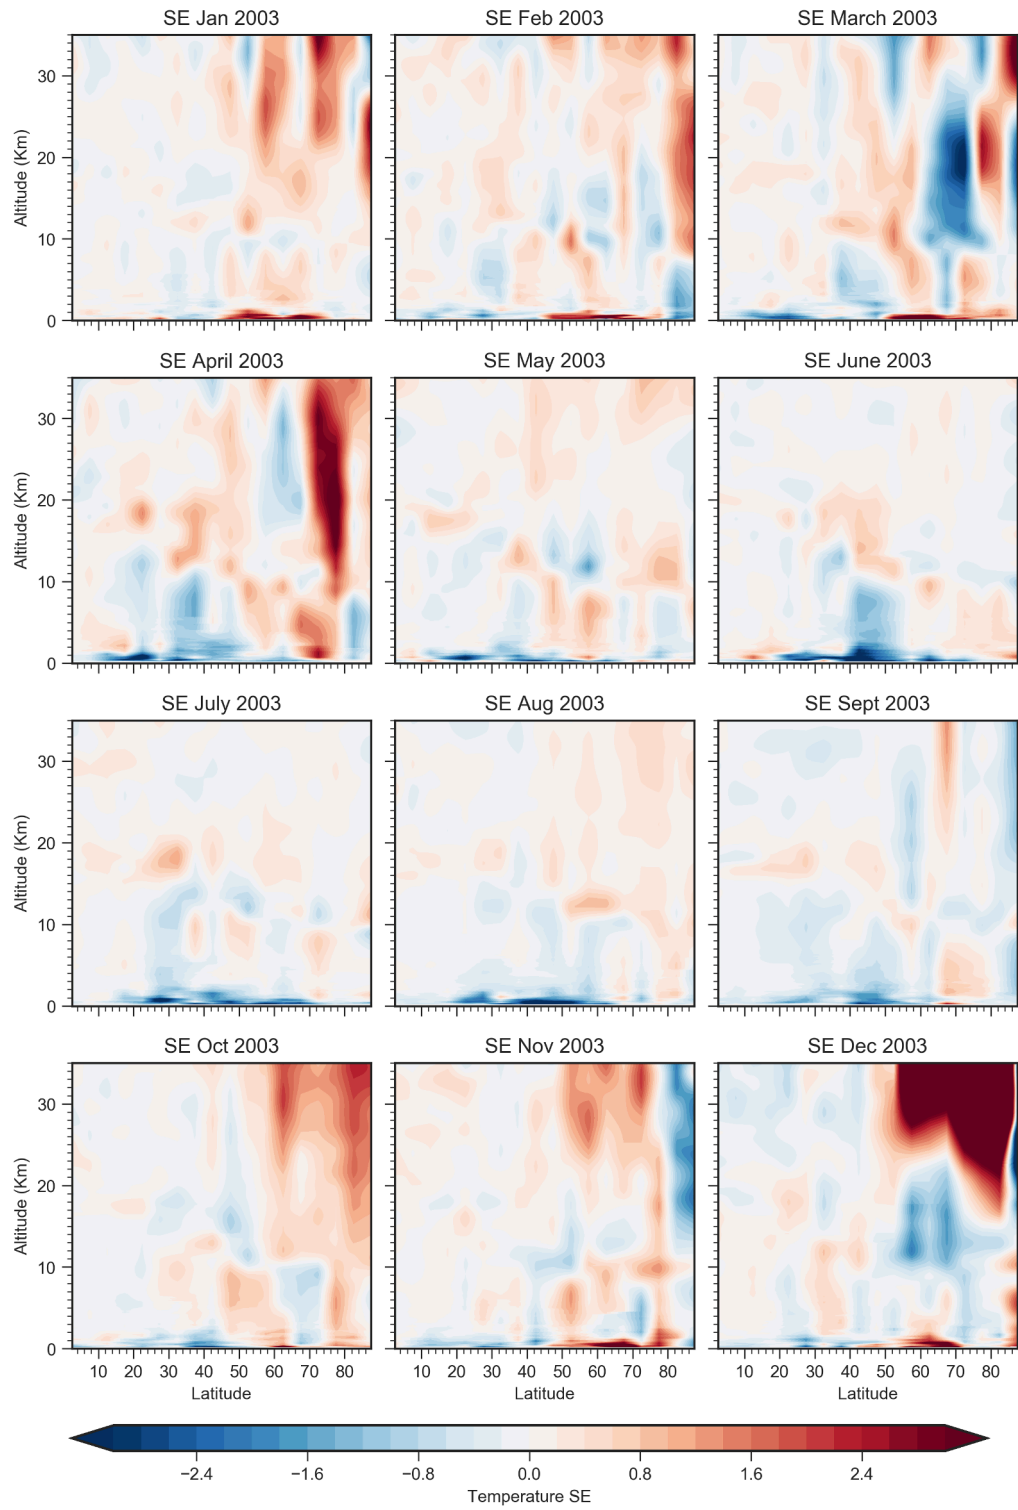 SE Jan 2003 SE Feb 2003 SE March 2003
30
20
10
0
Altitude (Km)
SE April 2003 SE May 2003 SE June 2003
30
20
10
0
Altitude (Km)
SE July 2003 SE Aug 2003 SE Sept 2003
30
20
10
0
Altitude (Km)
SE Oct 2003 SE Nov 2003 SE Dec 2003
30
20
10
0
Altitude (Km)
10 20 30 40 50 60 70 80 10 20 30 40 50 60 70 80 10 20 30 40 50 60 70 80
Latitude Latitude Latitude
−2.4 −1.6 −0.8 0.0 0.8 1.6 2.4
Temperature SE